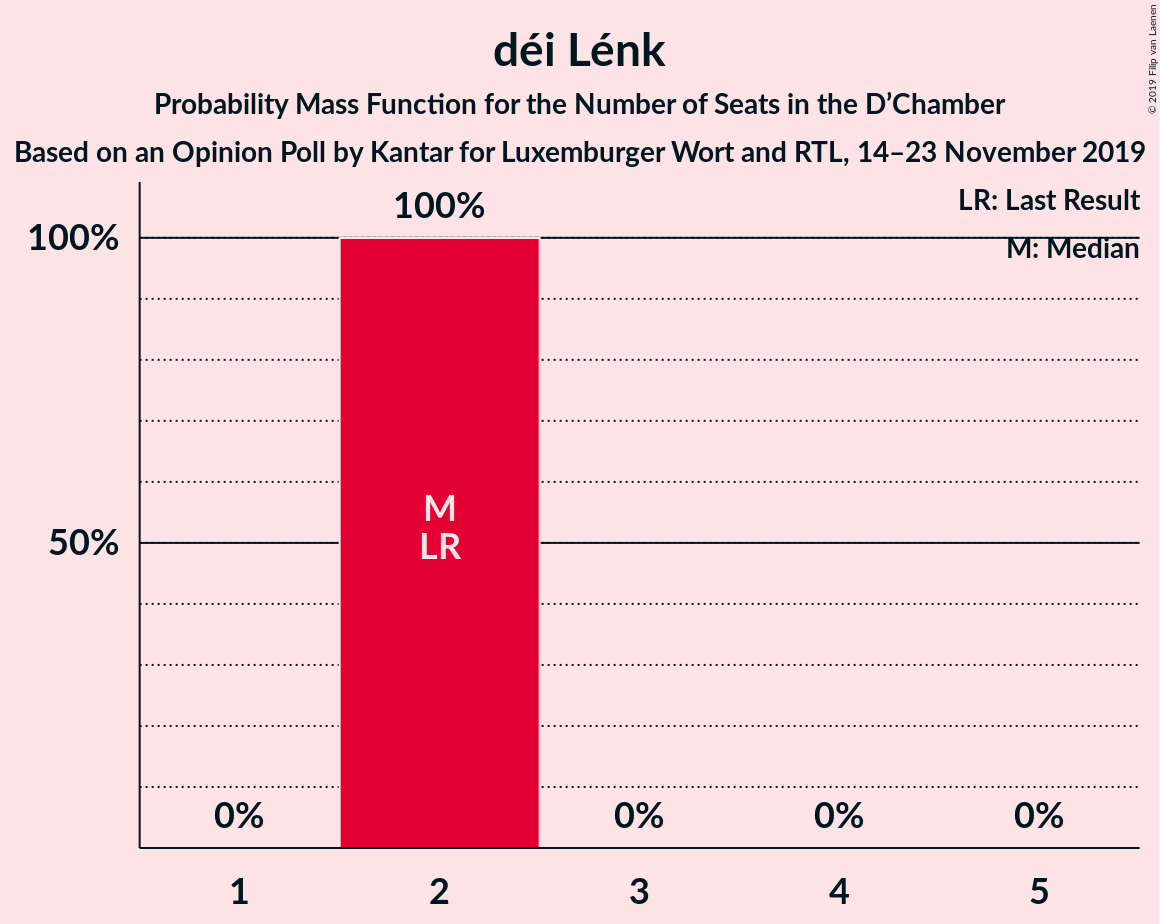 déi Lénk
Probability Mass Function for the Number of Seats in the D’Chamber
Based on an Opinion Poll by Kantar for Luxemburger Wort and RTL, 14–23 November 2019
© 2019 Filip van Laenen
LR: Last Result
M: Median
100%
100%
50%
M
LR
0%
0%
0%
0%
1
2
3
4
5